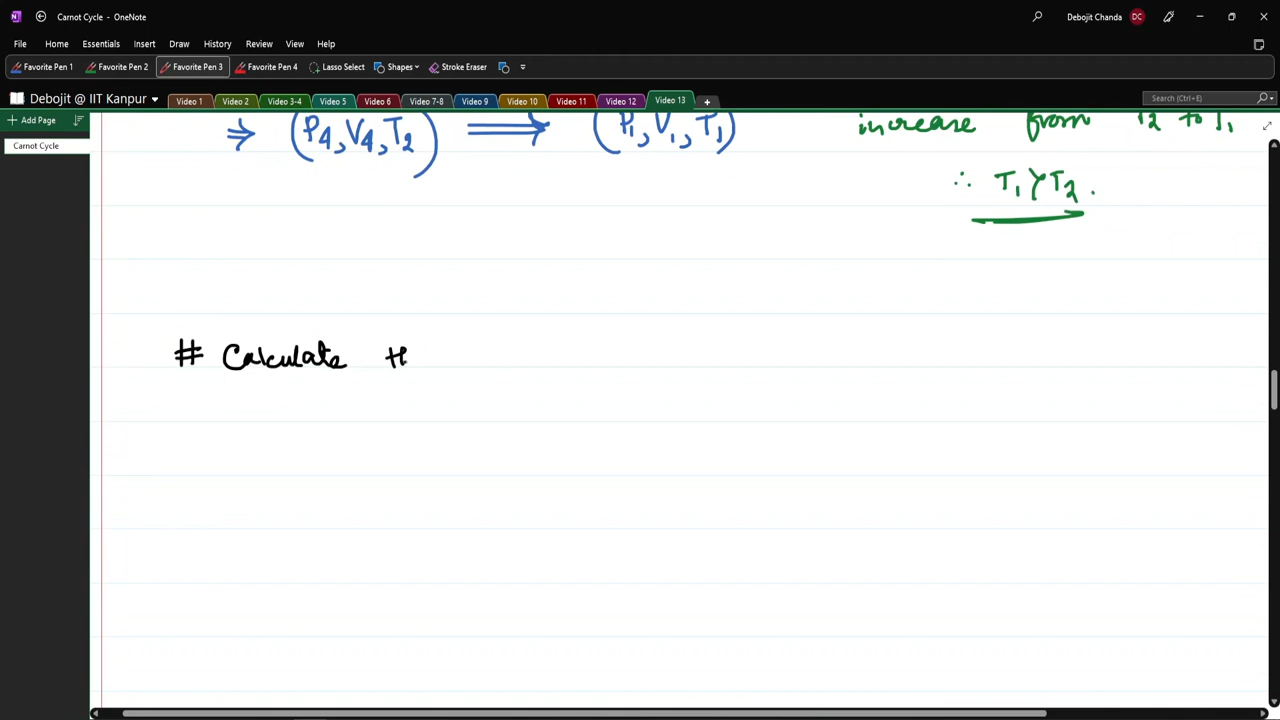 Carnot Cycle - OneNote
Debojit Chanda DC
File Home Essentials Insert Draw History Review View Help
Favorite Pen 1 Favorite Pen 2 Favorite Pen 3 Favorite Pen 4 Lasso Select Shapes Stroke Eraser
Debojit @ IIT Kanpur Video 1 Video 2 Video 3-4 Video 5 Video 6 Video 7-8 Video 9 Video 10 Video 11 Video 12 Video 13 + Search (Ctrl+E)
+ Add Page
Carnot Cycle
⇒ (P4, V4, T2) ⟹ (P1, V1, T1)
increase from T2 to T1
∴ T1 > T2.
# Calculate